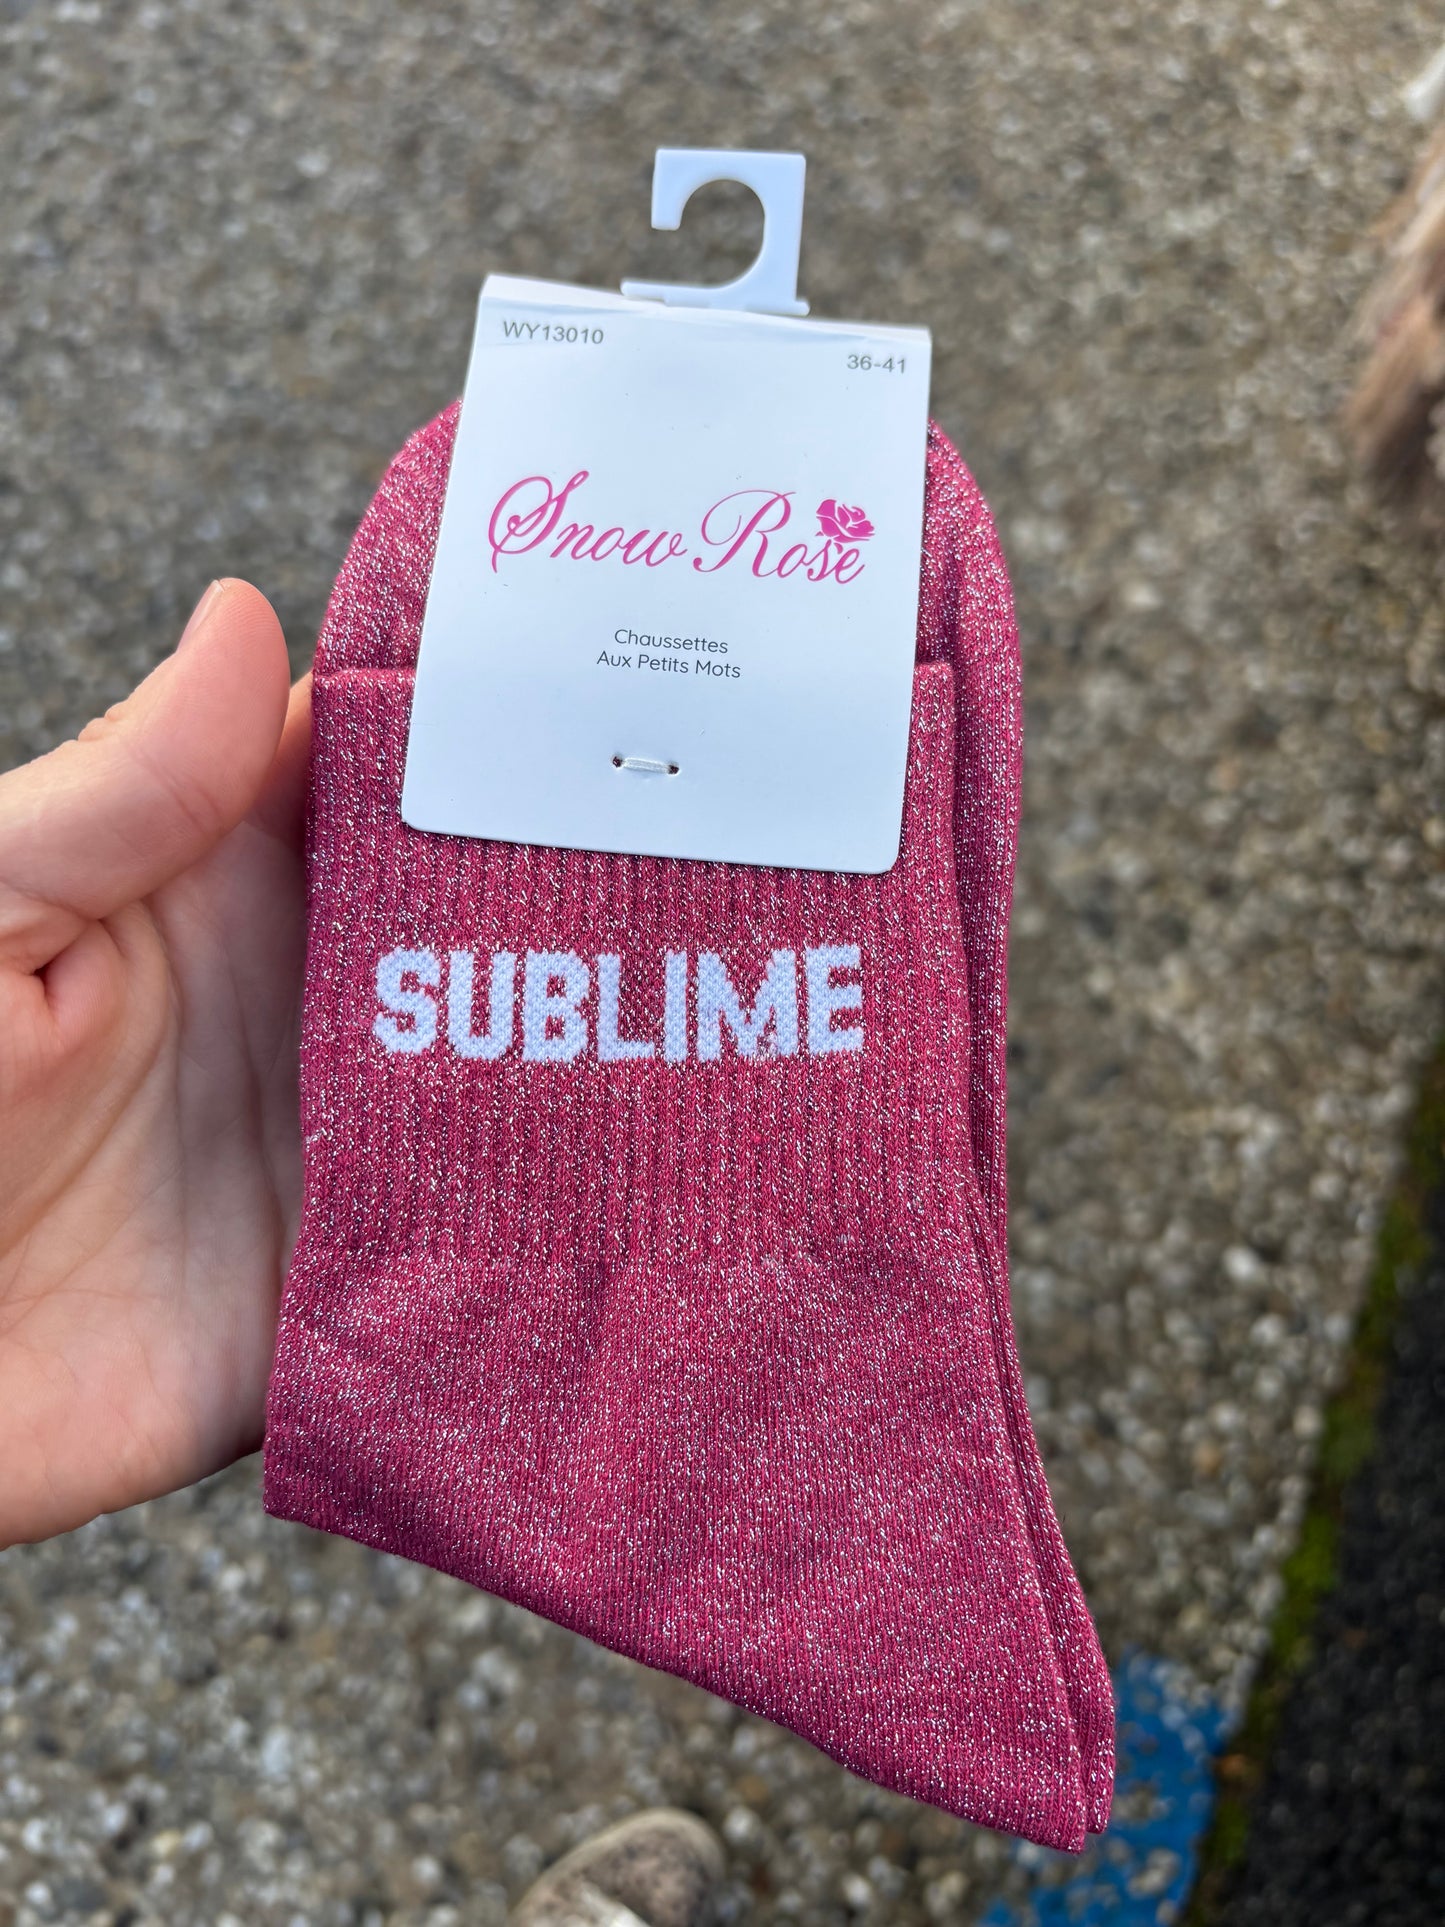 WY13010
36-41
Snow Rose
Chaussettes
Aux Petits Mots
SUBLIME